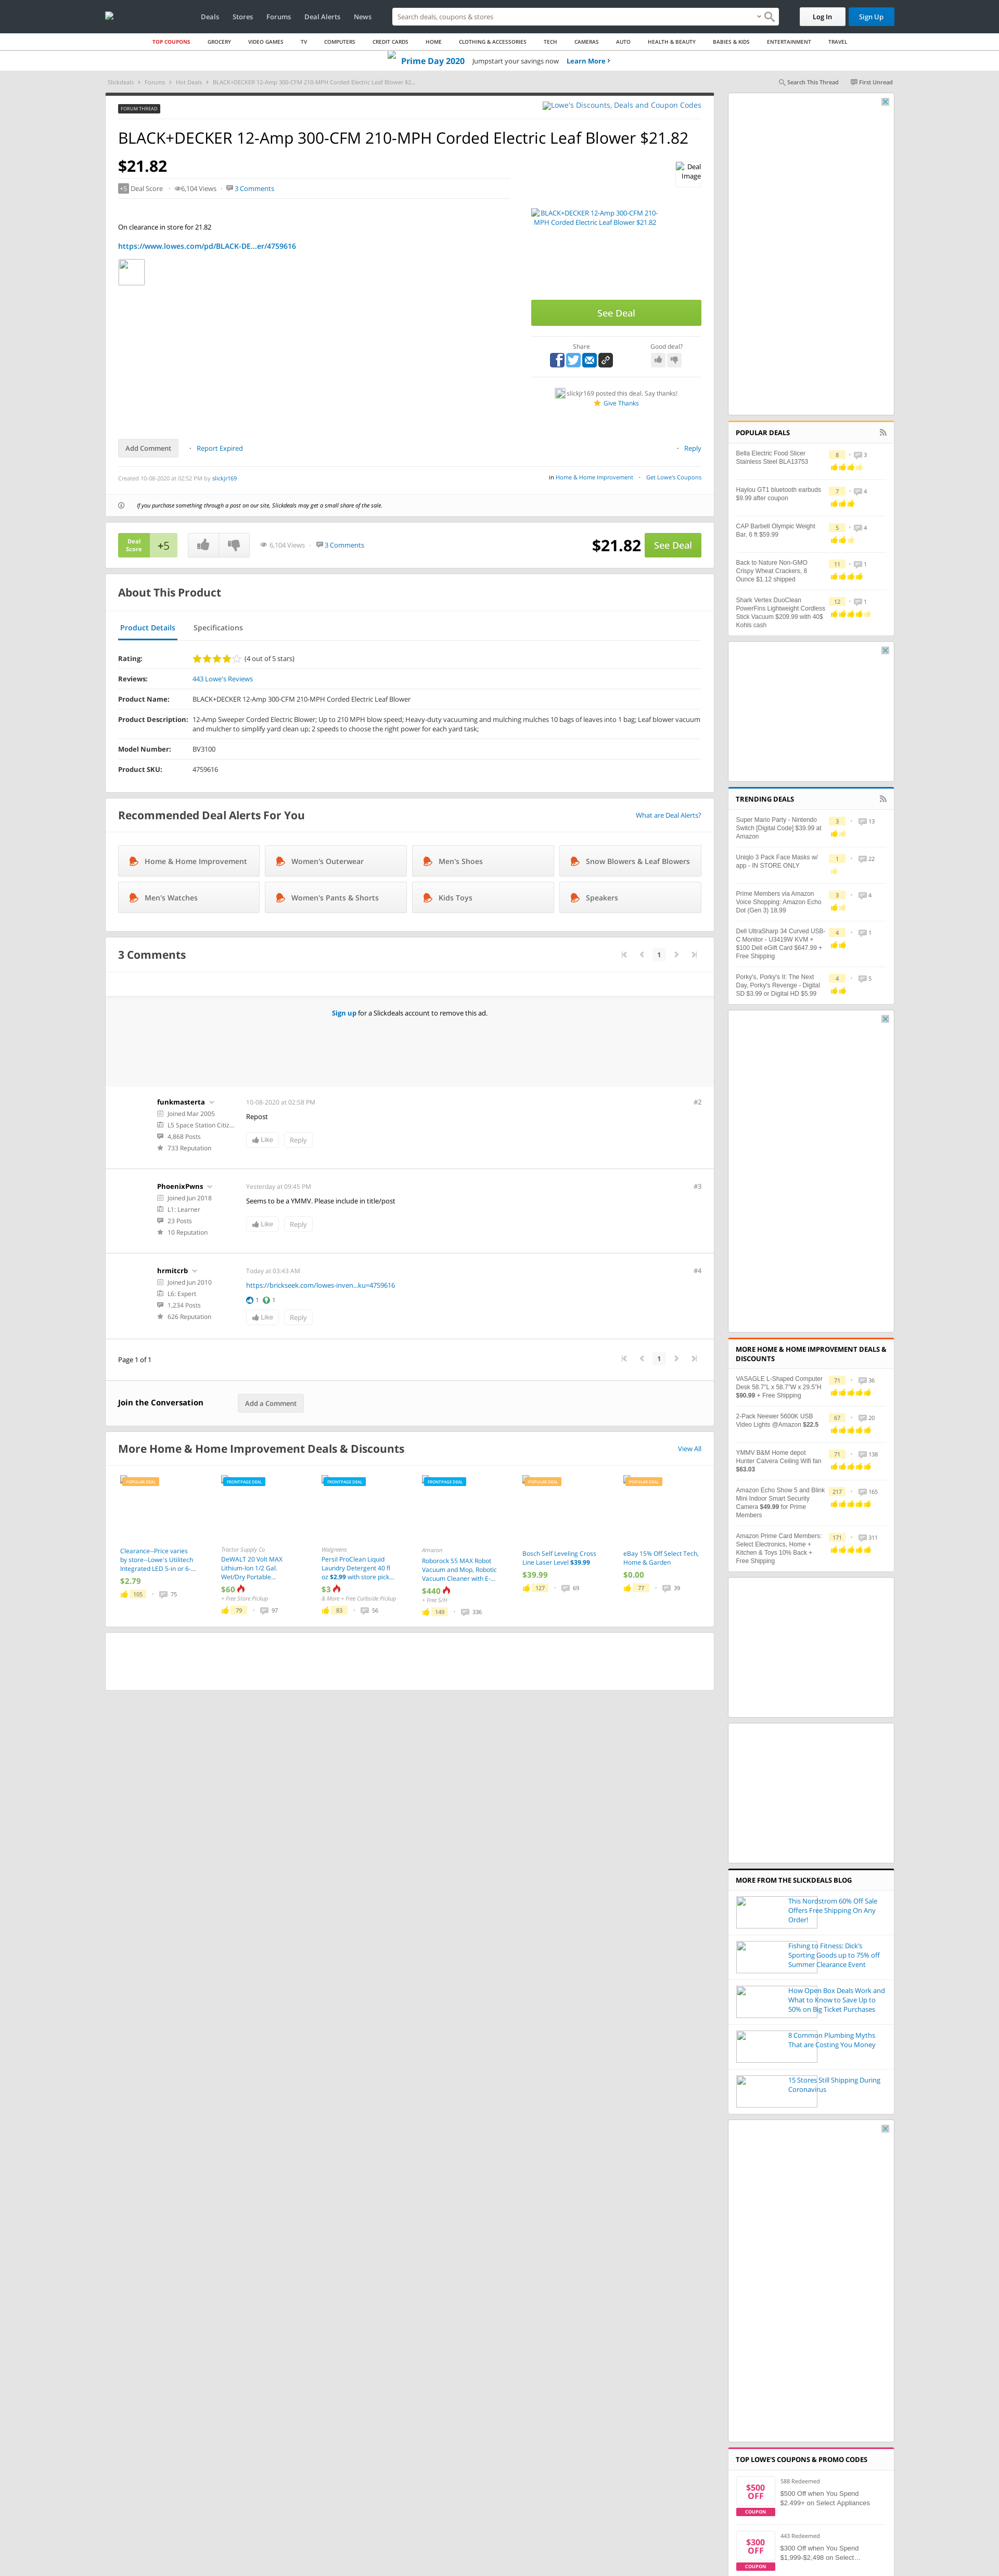 Deals Stores Forums Deal Alerts News
Search deals, coupons & stores
Log In Sign Up
TOP COUPONS GROCERY VIDEO GAMES TV COMPUTERS CREDIT CARDS HOME CLOTHING & ACCESSORIES TECH CAMERAS AUTO HEALTH & BEAUTY BABIES & KIDS ENTERTAINMENT TRAVEL
Prime Day 2020 Jumpstart your savings now Learn More
Slickdeals Forums Hot Deals BLACK+DECKER 12-Amp 300-CFM 210-MPH Corded Electric Leaf Blower $2...
Search This Thread First Unread
FORUM THREAD
Lowe's Discounts, Deals and Coupon Codes
BLACK+DECKER 12-Amp 300-CFM 210-MPH Corded Electric Leaf Blower $21.82
$21.82
Deal Image
+5 Deal Score 6,104 Views 3 Comments
BLACK+DECKER 12-Amp 300-CFM 210-MPH Corded Electric Leaf Blower $21.82
On clearance in store for 21.82
https://www.lowes.com/pd/BLACK-DE...er/4759616
See Deal
Share Good deal?
slickjr169 posted this deal. Say thanks!
Give Thanks
Add Comment Report Expired Reply
Created 10-08-2020 at 02:52 PM by slickjr169
in Home & Home Improvement Get Lowe's Coupons
If you purchase something through a post on our site, Slickdeals may get a small share of the sale.
Deal Score +5 6,104 Views 3 Comments $21.82 See Deal
About This Product
Product Details Specifications
Rating: (4 out of 5 stars)
Reviews: 443 Lowe's Reviews
Product Name: BLACK+DECKER 12-Amp 300-CFM 210-MPH Corded Electric Leaf Blower
Product Description: 12-Amp Sweeper Corded Electric Blower; Up to 210 MPH blow speed; Heavy-duty vacuuming and mulching mulches 10 bags of leaves into 1 bag; Leaf blower vacuum
and mulcher to simplify yard clean up; 2 speeds to choose the right power for each yard task;
Model Number: BV3100
Product SKU: 4759616
Recommended Deal Alerts For You
What are Deal Alerts?
Home & Home Improvement Women's Outerwear Men's Shoes Snow Blowers & Leaf Blowers
Men's Watches Women's Pants & Shorts Kids Toys Speakers
3 Comments 1
Sign up for a Slickdeals account to remove this ad.
funkmasterta 10-08-2020 at 02:58 PM #2
Joined Mar 2005
Repost
L5 Space Station Citiz...
4,868 Posts
733 Reputation
Like Reply
PhoenixPwns Yesterday at 09:45 PM #3
Joined Jun 2018
Seems to be a YMMV. Please include in title/post
L1: Learner
23 Posts
10 Reputation
Like Reply
hrmitcrb Today at 03:43 AM #4
Joined Jun 2010
https://brickseek.com/lowes-inven...ku=4759616
L6: Expert
1 1
1,234 Posts
626 Reputation
Like Reply
Page 1 of 1 1
Join the Conversation Add a Comment
More Home & Home Improvement Deals & Discounts
View All
POPULAR DEAL
Clearance--Price varies
by store--Lowe's Utilitech
Integrated LED 5-in or 6-...
$2.79
105 75
FRONTPAGE DEAL
Tractor Supply Co
DeWALT 20 Volt MAX
Lithium-Ion 1/2 Gal.
Wet/Dry Portable...
$60
+ Free Store Pickup
79 97
FRONTPAGE DEAL
Walgreens
Persil ProClean Liquid
Laundry Detergent 40 fl
oz $2.99 with store pick...
$3
& More + Free Curbside Pickup
83 56
FRONTPAGE DEAL
Amazon
Roborock S5 MAX Robot
Vacuum and Mop, Robotic
Vacuum Cleaner with E-...
$440
+ Free S/H
149 336
POPULAR DEAL
Bosch Self Leveling Cross
Line Laser Level $39.99
$39.99
127 69
POPULAR DEAL
eBay 15% Off Select Tech,
Home & Garden
$0.00
77 39
POPULAR DEALS
Bella Electric Food Slicer
Stainless Steel BLA13753
8 3
Haylou GT1 bluetooth earbuds
$9.99 after coupon
7 4
CAP Barbell Olympic Weight
Bar, 6 ft $59.99
5 4
Back to Nature Non-GMO
Crispy Wheat Crackers, 8
Ounce $1.12 shipped
11 1
Shark Vertex DuoClean
PowerFins Lightweight Cordless
Stick Vacuum $209.99 with 40$
Kohls cash
12 1
TRENDING DEALS
Super Mario Party - Nintendo
Switch [Digital Code] $39.99 at
Amazon
3 13
Uniqlo 3 Pack Face Masks w/
app - IN STORE ONLY
1 22
Prime Members via Amazon
Voice Shopping: Amazon Echo
Dot (Gen 3) 18.99
3 4
Dell UltraSharp 34 Curved USB-
C Monitor - U3419W KVM +
$100 Dell eGift Card $647.99 +
Free Shipping
4 1
Porky's, Porky's II: The Next
Day, Porky's Revenge - Digital
SD $3.99 or Digital HD $5.99
4 5
MORE HOME & HOME IMPROVEMENT DEALS &
DISCOUNTS
VASAGLE L-Shaped Computer
Desk 58.7"L x 58.7"W x 29.5"H
$90.99 + Free Shipping
71 36
2-Pack Neewer 5600K USB
Video Lights @Amazon $22.5
67 20
YMMV B&M Home depot
Hunter Calvera Ceiling Wifi fan
$63.03
71 138
Amazon Echo Show 5 and Blink
Mini Indoor Smart Security
Camera $49.99 for Prime
Members
217 165
Amazon Prime Card Members:
Select Electronics, Home +
Kitchen & Toys 10% Back +
Free Shipping
171 311
MORE FROM THE SLICKDEALS BLOG
This Nordstrom 60% Off Sale
Offers Free Shipping On Any
Order!
Fishing to Fitness: Dick's
Sporting Goods up to 75% off
Summer Clearance Event
How Open Box Deals Work and
What to Know to Save Up to
50% on Big Ticket Purchases
8 Common Plumbing Myths
That are Costing You Money
15 Stores Still Shipping During
Coronavirus
TOP LOWE'S COUPONS & PROMO CODES
$500 OFF COUPON
588 Redeemed
$500 Off when You Spend
$2,499+ on Select Appliances
$300 OFF COUPON
443 Redeemed
$300 Off when You Spend
$1,999-$2,498 on Select...